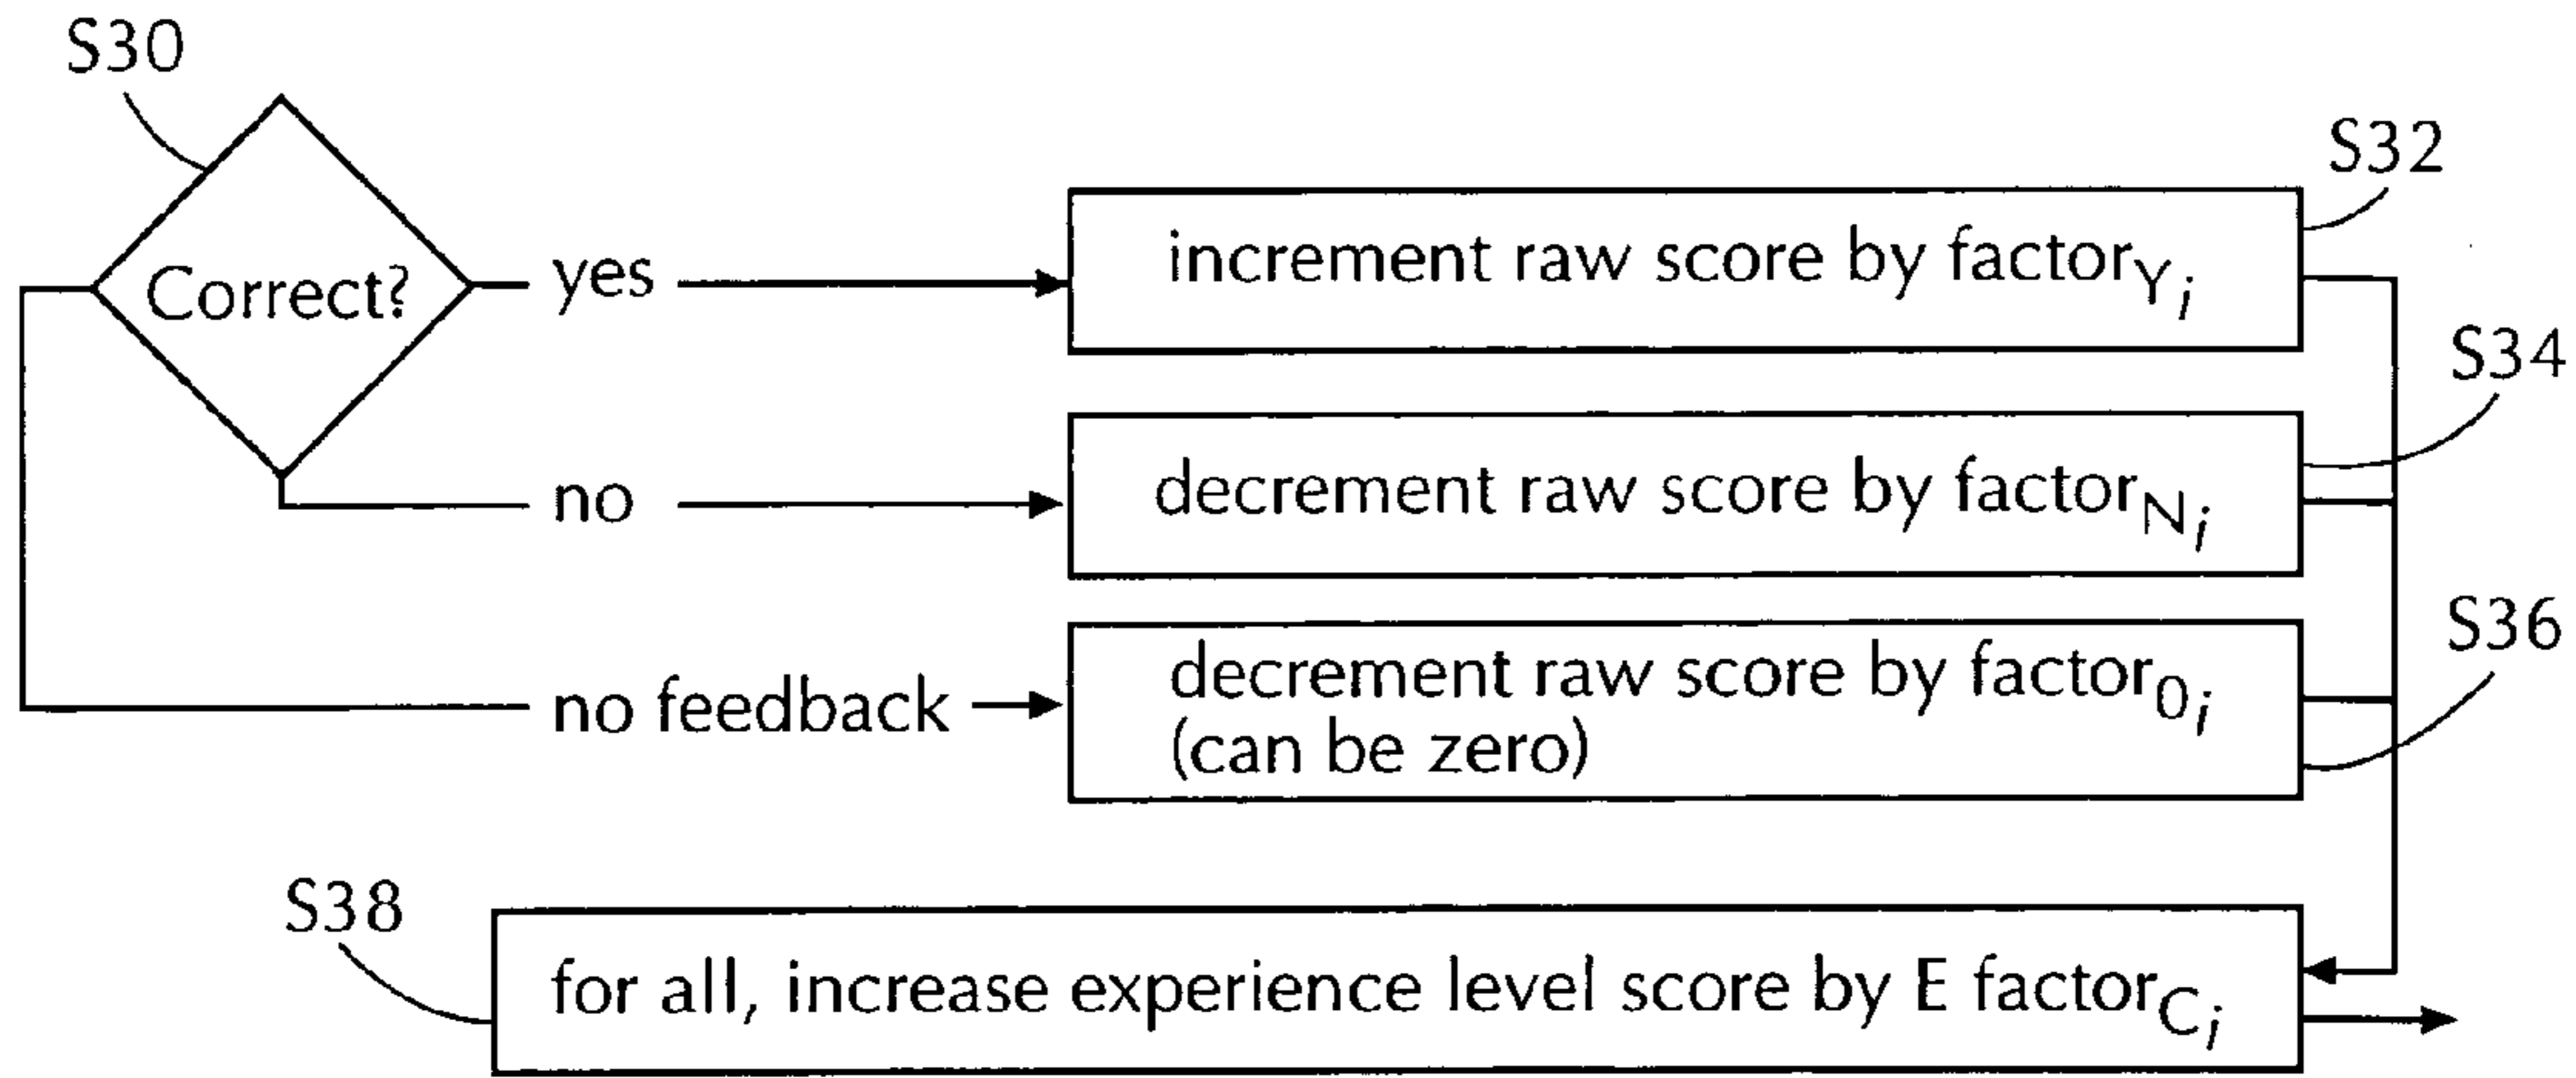 S30
Correct?
yes
increment raw score by factorYi
S32
no
decrement raw score by factorNi
S34
no feedback
decrement raw score by factor0i
(can be zero)
S36
S38
for all, increase experience level score by E factorCi